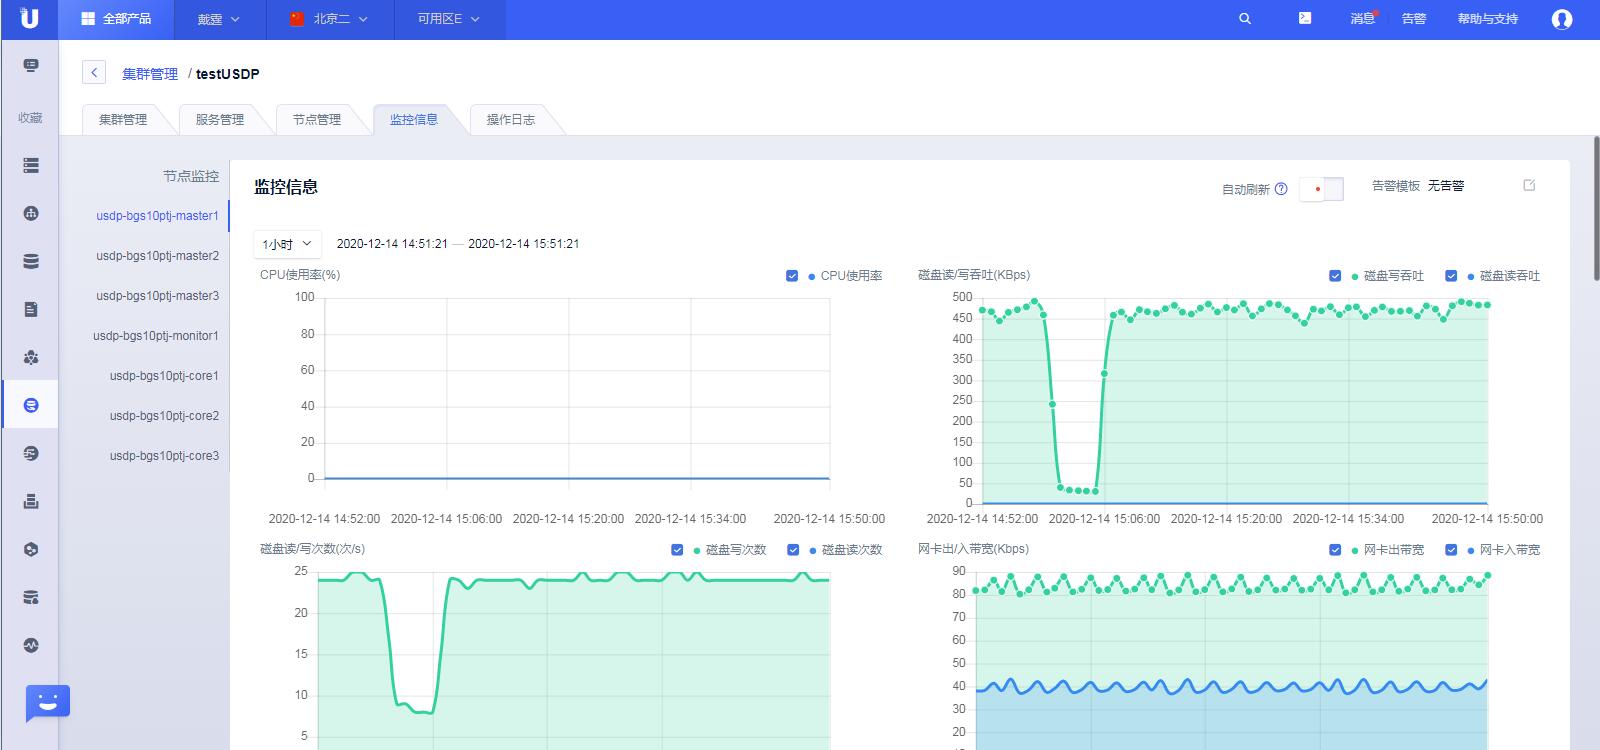 U 全部产品 戴霆 北京二 可用区E 消息 告警 帮助与支持
集群管理 / testUSDP
收藏
集群管理 服务管理 节点管理 监控信息 操作日志
节点监控
usdp-bgs10ptj-master1
usdp-bgs10ptj-master2
usdp-bgs10ptj-master3
usdp-bgs10ptj-monitor1
usdp-bgs10ptj-core1
usdp-bgs10ptj-core2
usdp-bgs10ptj-core3
监控信息 自动刷新 ? 告警模板 无告警
1小时 2020-12-14 14:51:21 — 2020-12-14 15:51:21
CPU使用率(%) CPU使用率
100
80
60
40
20
0
2020-12-14 14:52:00 2020-12-14 15:06:00 2020-12-14 15:20:00 2020-12-14 15:34:00 2020-12-14 15:50:00
磁盘读/写吞吐(KBps) 磁盘写吞吐 磁盘读吞吐
500
450
400
350
300
250
200
150
100
50
0
2020-12-14 14:52:00 2020-12-14 15:06:00 2020-12-14 15:20:00 2020-12-14 15:34:00 2020-12-14 15:50:00
磁盘读/写次数(次/s) 磁盘写次数 磁盘读次数
25
20
15
10
5
网卡出/入带宽(Kbps) 网卡出带宽 网卡入带宽
90
80
70
60
50
40
30
20